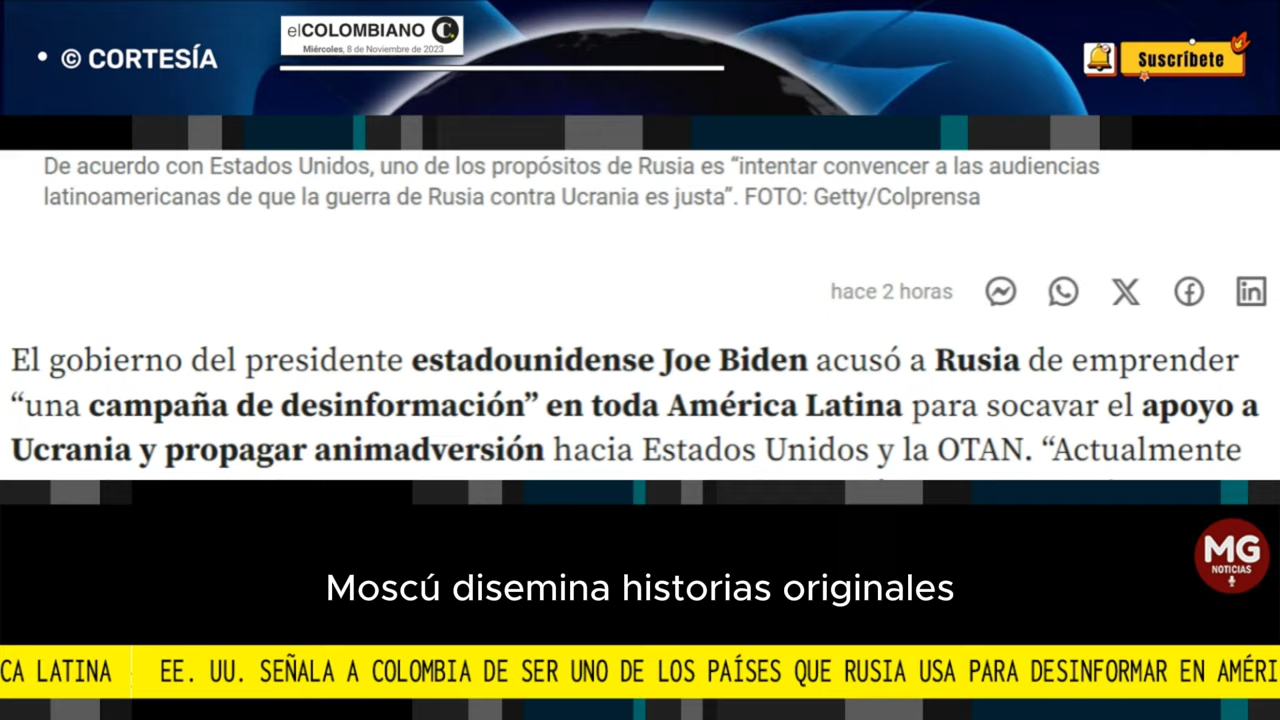 • © CORTESÍA
elCOLOMBIANO C
Miércoles, 8 de Noviembre de 2023
Suscríbete
De acuerdo con Estados Unidos, uno de los propósitos de Rusia es “intentar convencer a las audiencias
latinoamericanas de que la guerra de Rusia contra Ucrania es justa”. FOTO: Getty/Colprensa
hace 2 horas
El gobierno del presidente estadounidense Joe Biden acusó a Rusia de emprender
“una campaña de desinformación” en toda América Latina para socavar el apoyo a
Ucrania y propagar animadversión hacia Estados Unidos y la OTAN. “Actualmente
MG
NOTICIAS
Moscú disemina historias originales
CA LATINA EE. UU. SEÑALA A COLOMBIA DE SER UNO DE LOS PAÍSES QUE RUSIA USA PARA DESINFORMAR EN AMÉRI